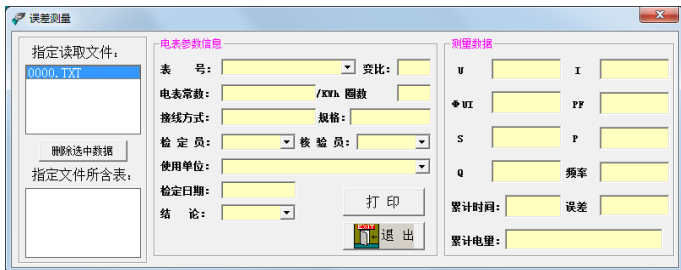 误差测量
指定读取文件：
0000.TXT
删除选中数据
指定文件所含表：
电表参数信息
表 号： 变比：
电表常数： /KWh 圈数
接线方式： 规格：
检 定 员： 核 验 员：
使用单位：
检定日期：
结 论：
打 印
EXIT 退 出
测量数据
U I
ΦUI PF
S P
Q 频率
累计时间： 误差
累计电量：